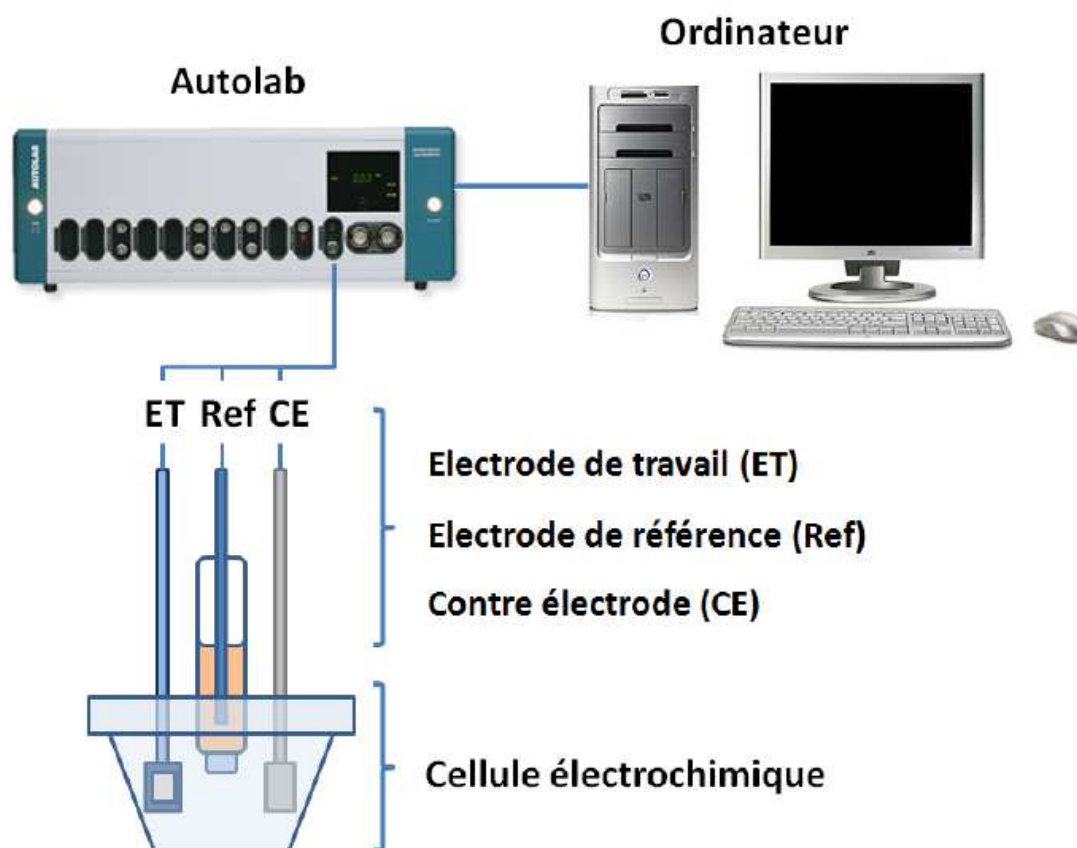 Ordinateur
Autolab
AUTOLAB
ET Ref CE
Electrode de travail (ET)
Electrode de référence (Ref)
Contre électrode (CE)
Cellule électrochimique